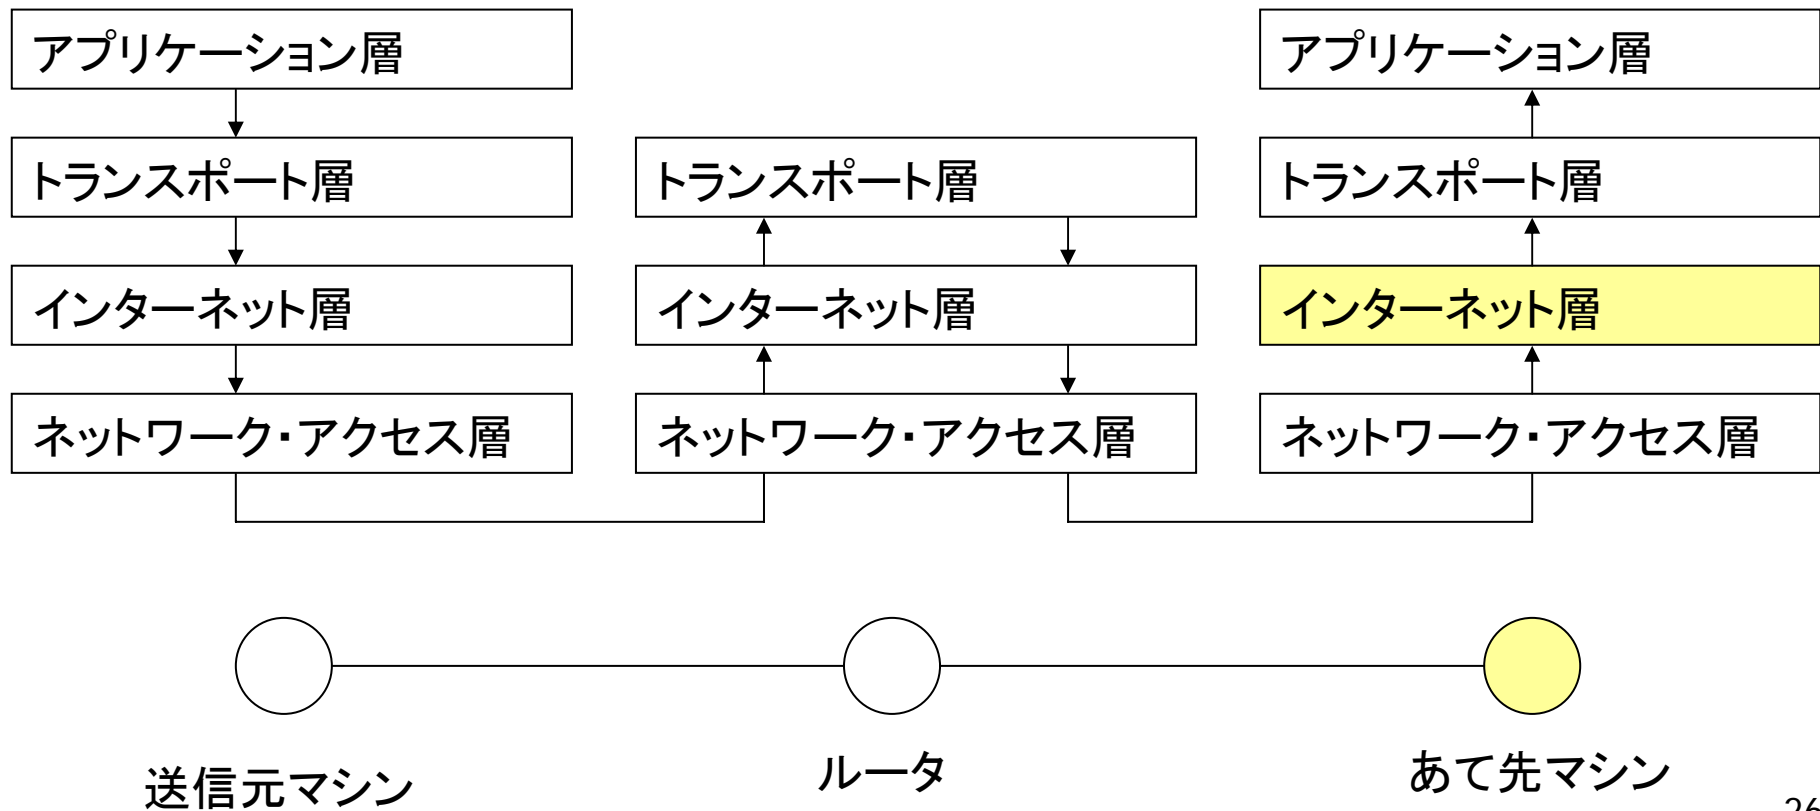 アプリケーション層
トランスポート層
インターネット層
ネットワーク・アクセス層
トランスポート層
インターネット層
ネットワーク・アクセス層
アプリケーション層
トランスポート層
インターネット層
ネットワーク・アクセス層
送信元マシン
ルータ
あて先マシン